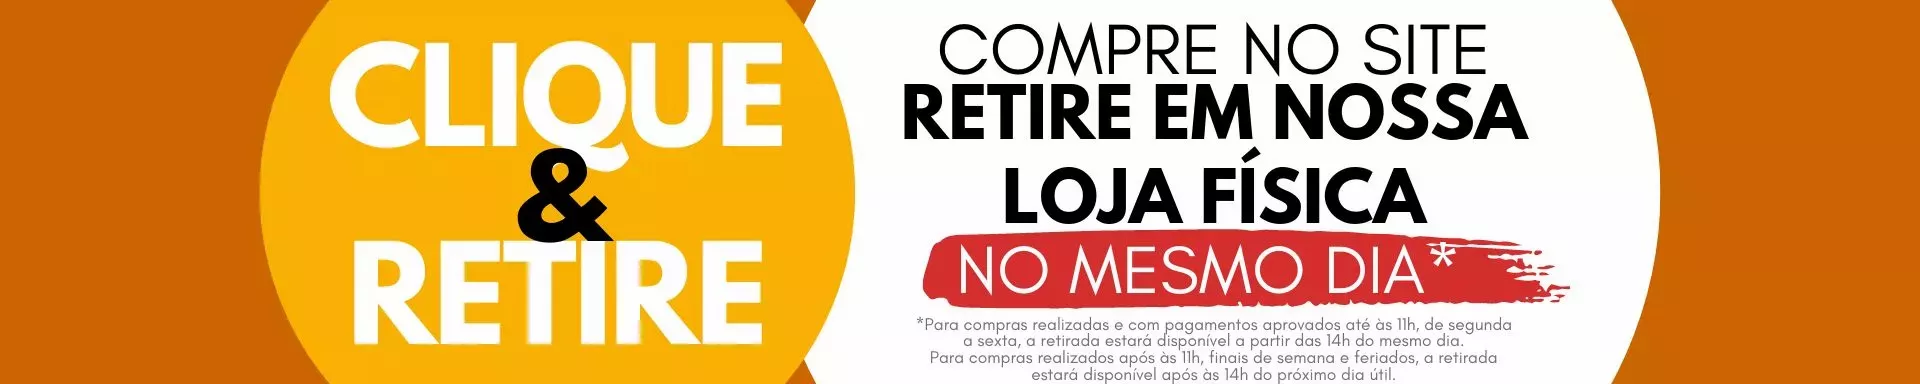 CLIQUE
&
RETIRE
COMPRE NO SITE
RETIRE EM NOSSA
LOJA FÍSICA
NO MESMO DIA*
*Para compras realizadas e com pagamentos aprovados até às 11h, de segunda
a sexta, a retirada estará disponível a partir das 14h do mesmo dia.
Para compras realizados após às 11h, finais de semana e feriados, a retirada
estará disponível após às 14h do próximo dia útil.